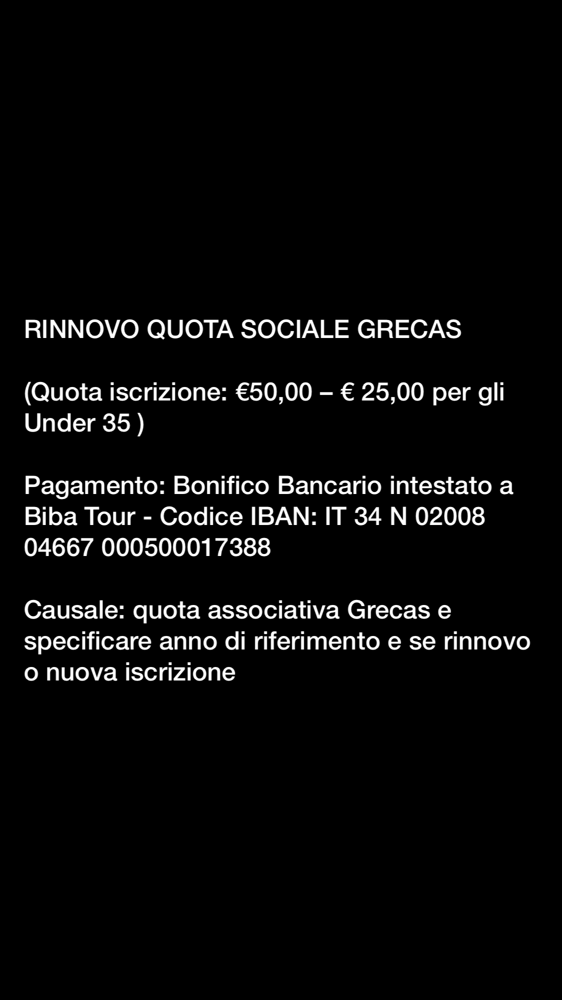 RINNOVO QUOTA SOCIALE GRECAS
(Quota iscrizione: €50,00 – € 25,00 per gli
Under 35 )
Pagamento: Bonifico Bancario intestato a
Biba Tour - Codice IBAN: IT 34 N 02008
04667 000500017388
Causale: quota associativa Grecas e
specificare anno di riferimento e se rinnovo
o nuova iscrizione